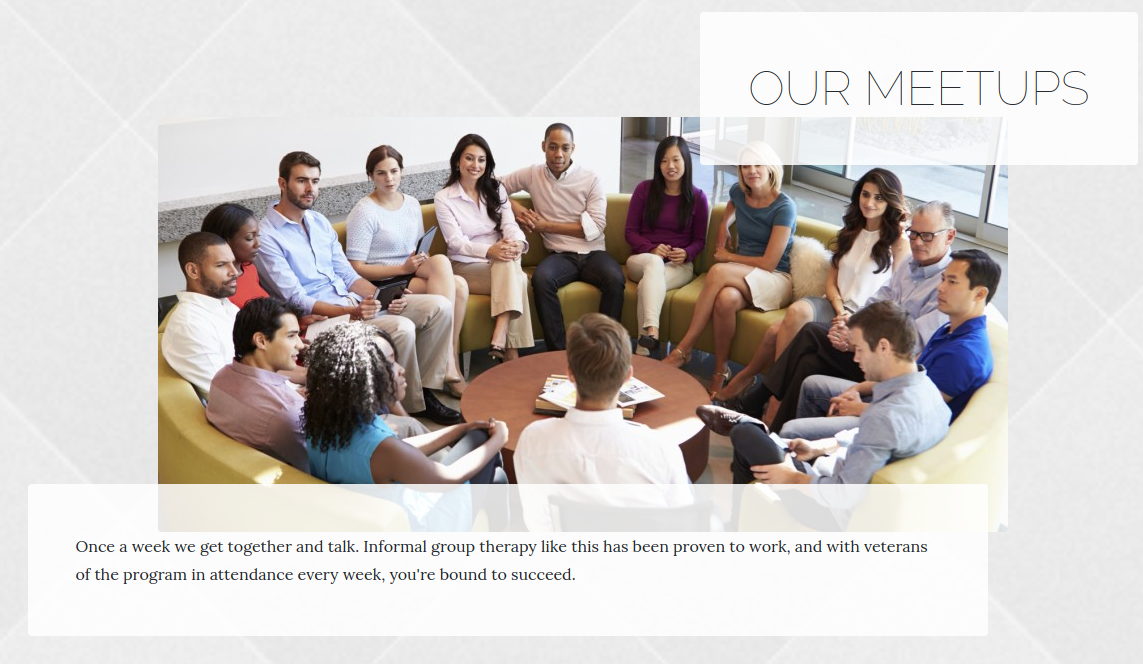 OUR MEETUPS
Once a week we get together and talk. Informal group therapy like this has been proven to work, and with veterans
of the program in attendance every week, you're bound to succeed.